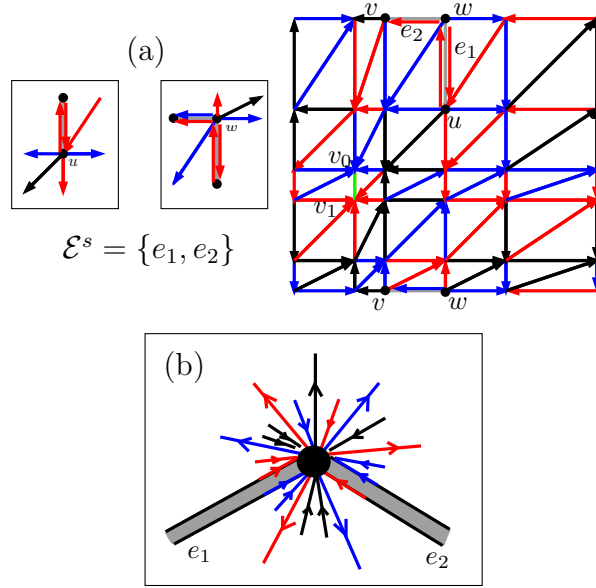 (a)
u
w
ℰˢ = {e₁, e₂}
v w
e₂
e₁
u
v₀
v₁
v w
(b)
e₁ e₂